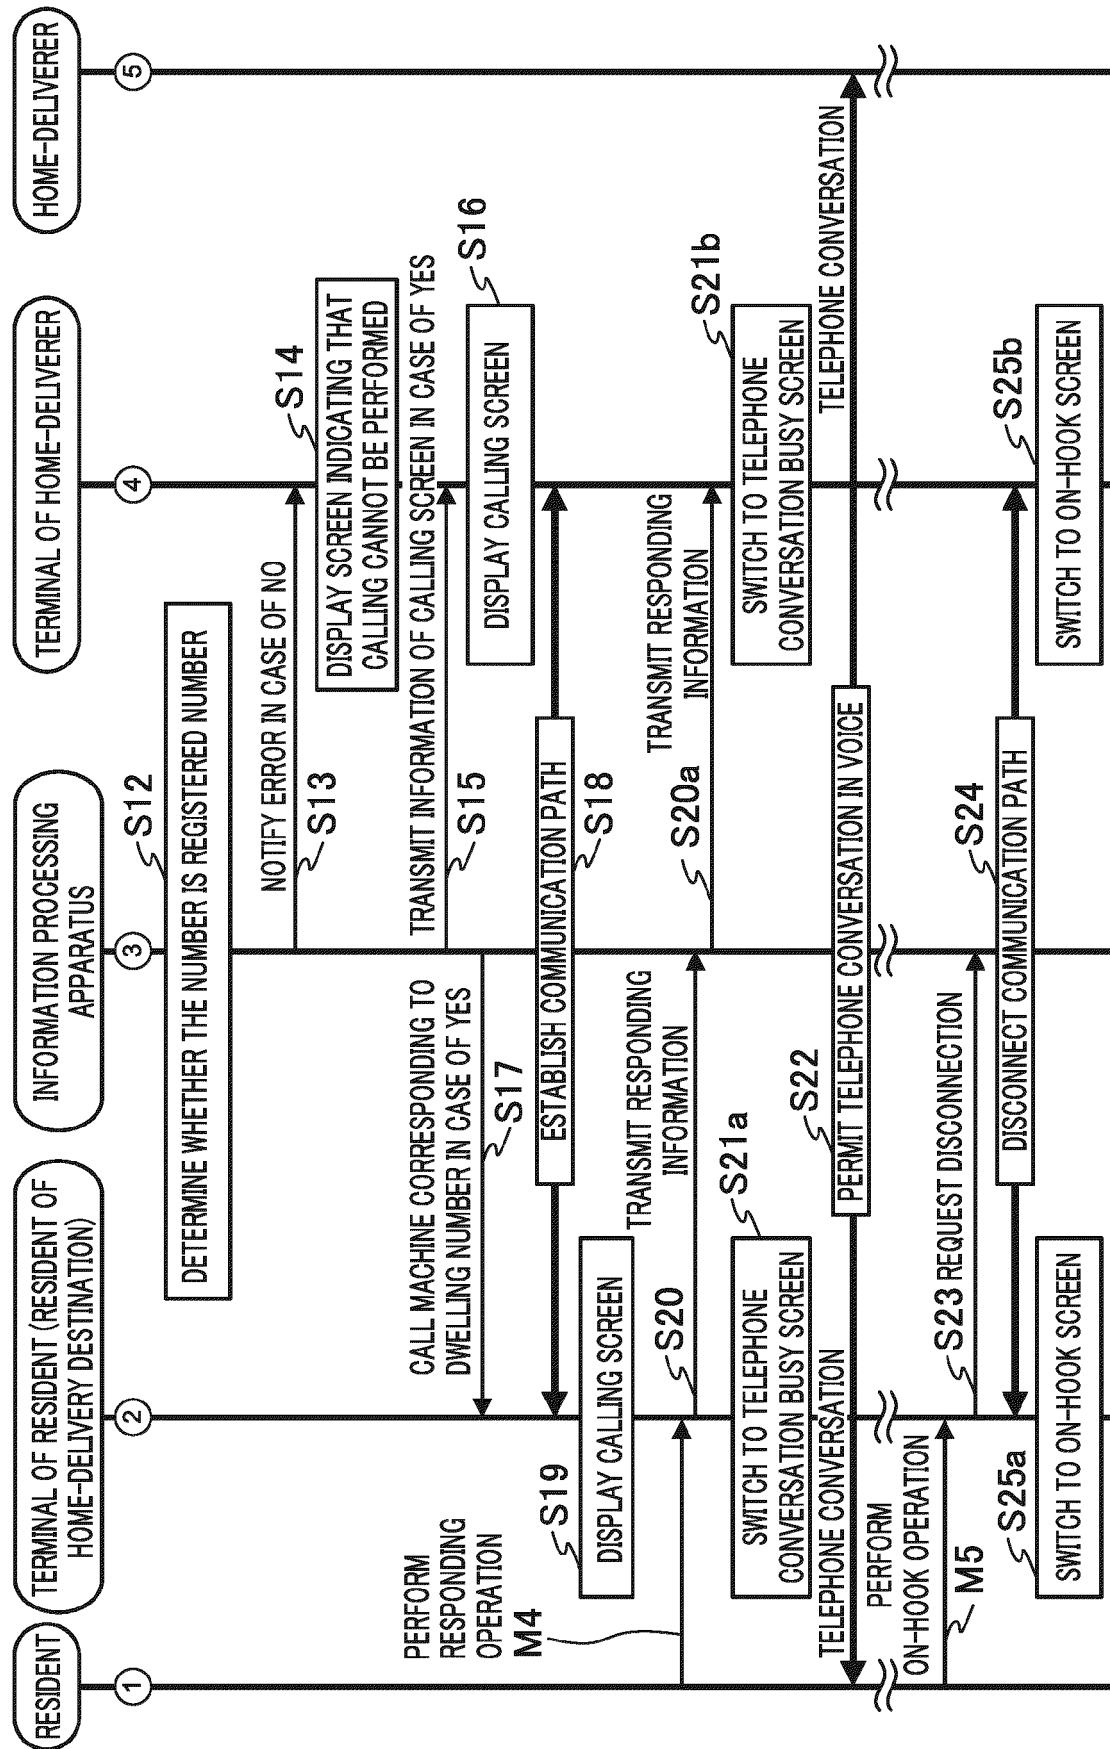 RESIDENT
TERMINAL OF RESIDENT (RESIDENT OF
HOME-DELIVERY DESTINATION)
INFORMATION PROCESSING
APPARATUS
TERMINAL OF HOME-DELIVERER
HOME-DELIVERER
1
2
3
4
5
S12
DETERMINE WHETHER THE NUMBER IS REGISTERED NUMBER
NOTIFY ERROR IN CASE OF NO
S13
S14
DISPLAY SCREEN INDICATING THAT
CALLING CANNOT BE PERFORMED
TRANSMIT INFORMATION OF CALLING SCREEN IN CASE OF YES
S15
S16
DISPLAY CALLING SCREEN
CALL MACHINE CORRESPONDING TO
DWELLING NUMBER IN CASE OF YES
S17
ESTABLISH COMMUNICATION PATH
S18
S19
DISPLAY CALLING SCREEN
PERFORM
RESPONDING
OPERATION
M4
S20
TRANSMIT RESPONDING
INFORMATION
S20a
TRANSMIT RESPONDING
INFORMATION
S21a
SWITCH TO TELEPHONE
CONVERSATION BUSY SCREEN
S21b
SWITCH TO TELEPHONE
CONVERSATION BUSY SCREEN
S22
TELEPHONE CONVERSATION
PERMIT TELEPHONE CONVERSATION IN VOICE
TELEPHONE CONVERSATION
PERFORM
ON-HOOK OPERATION
M5
S23 REQUEST DISCONNECTION
DISCONNECT COMMUNICATION PATH
S24
S25a
SWITCH TO ON-HOOK SCREEN
S25b
SWITCH TO ON-HOOK SCREEN